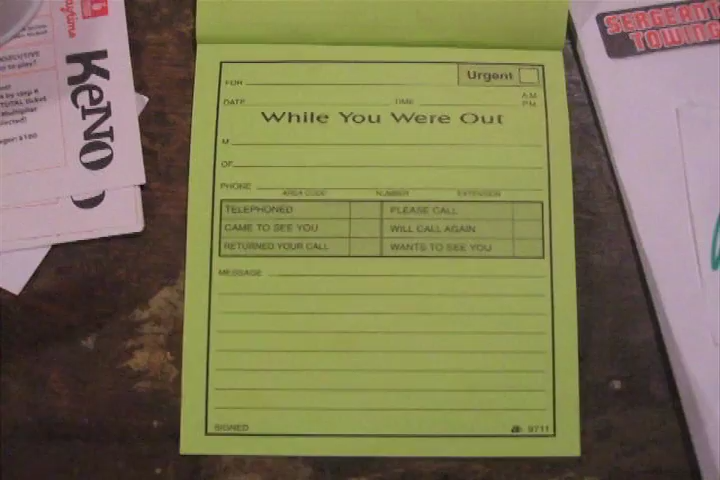 KENO
SERGEANT
TOWING
Urgent
FOR
DATE TIME A.M.
P.M.
While You Were Out
M
OF
PHONE
AREA CODE NUMBER EXTENSION
TELEPHONED PLEASE CALL
CAME TO SEE YOU WILL CALL AGAIN
RETURNED YOUR CALL WANTS TO SEE YOU
MESSAGE
SIGNED 9711